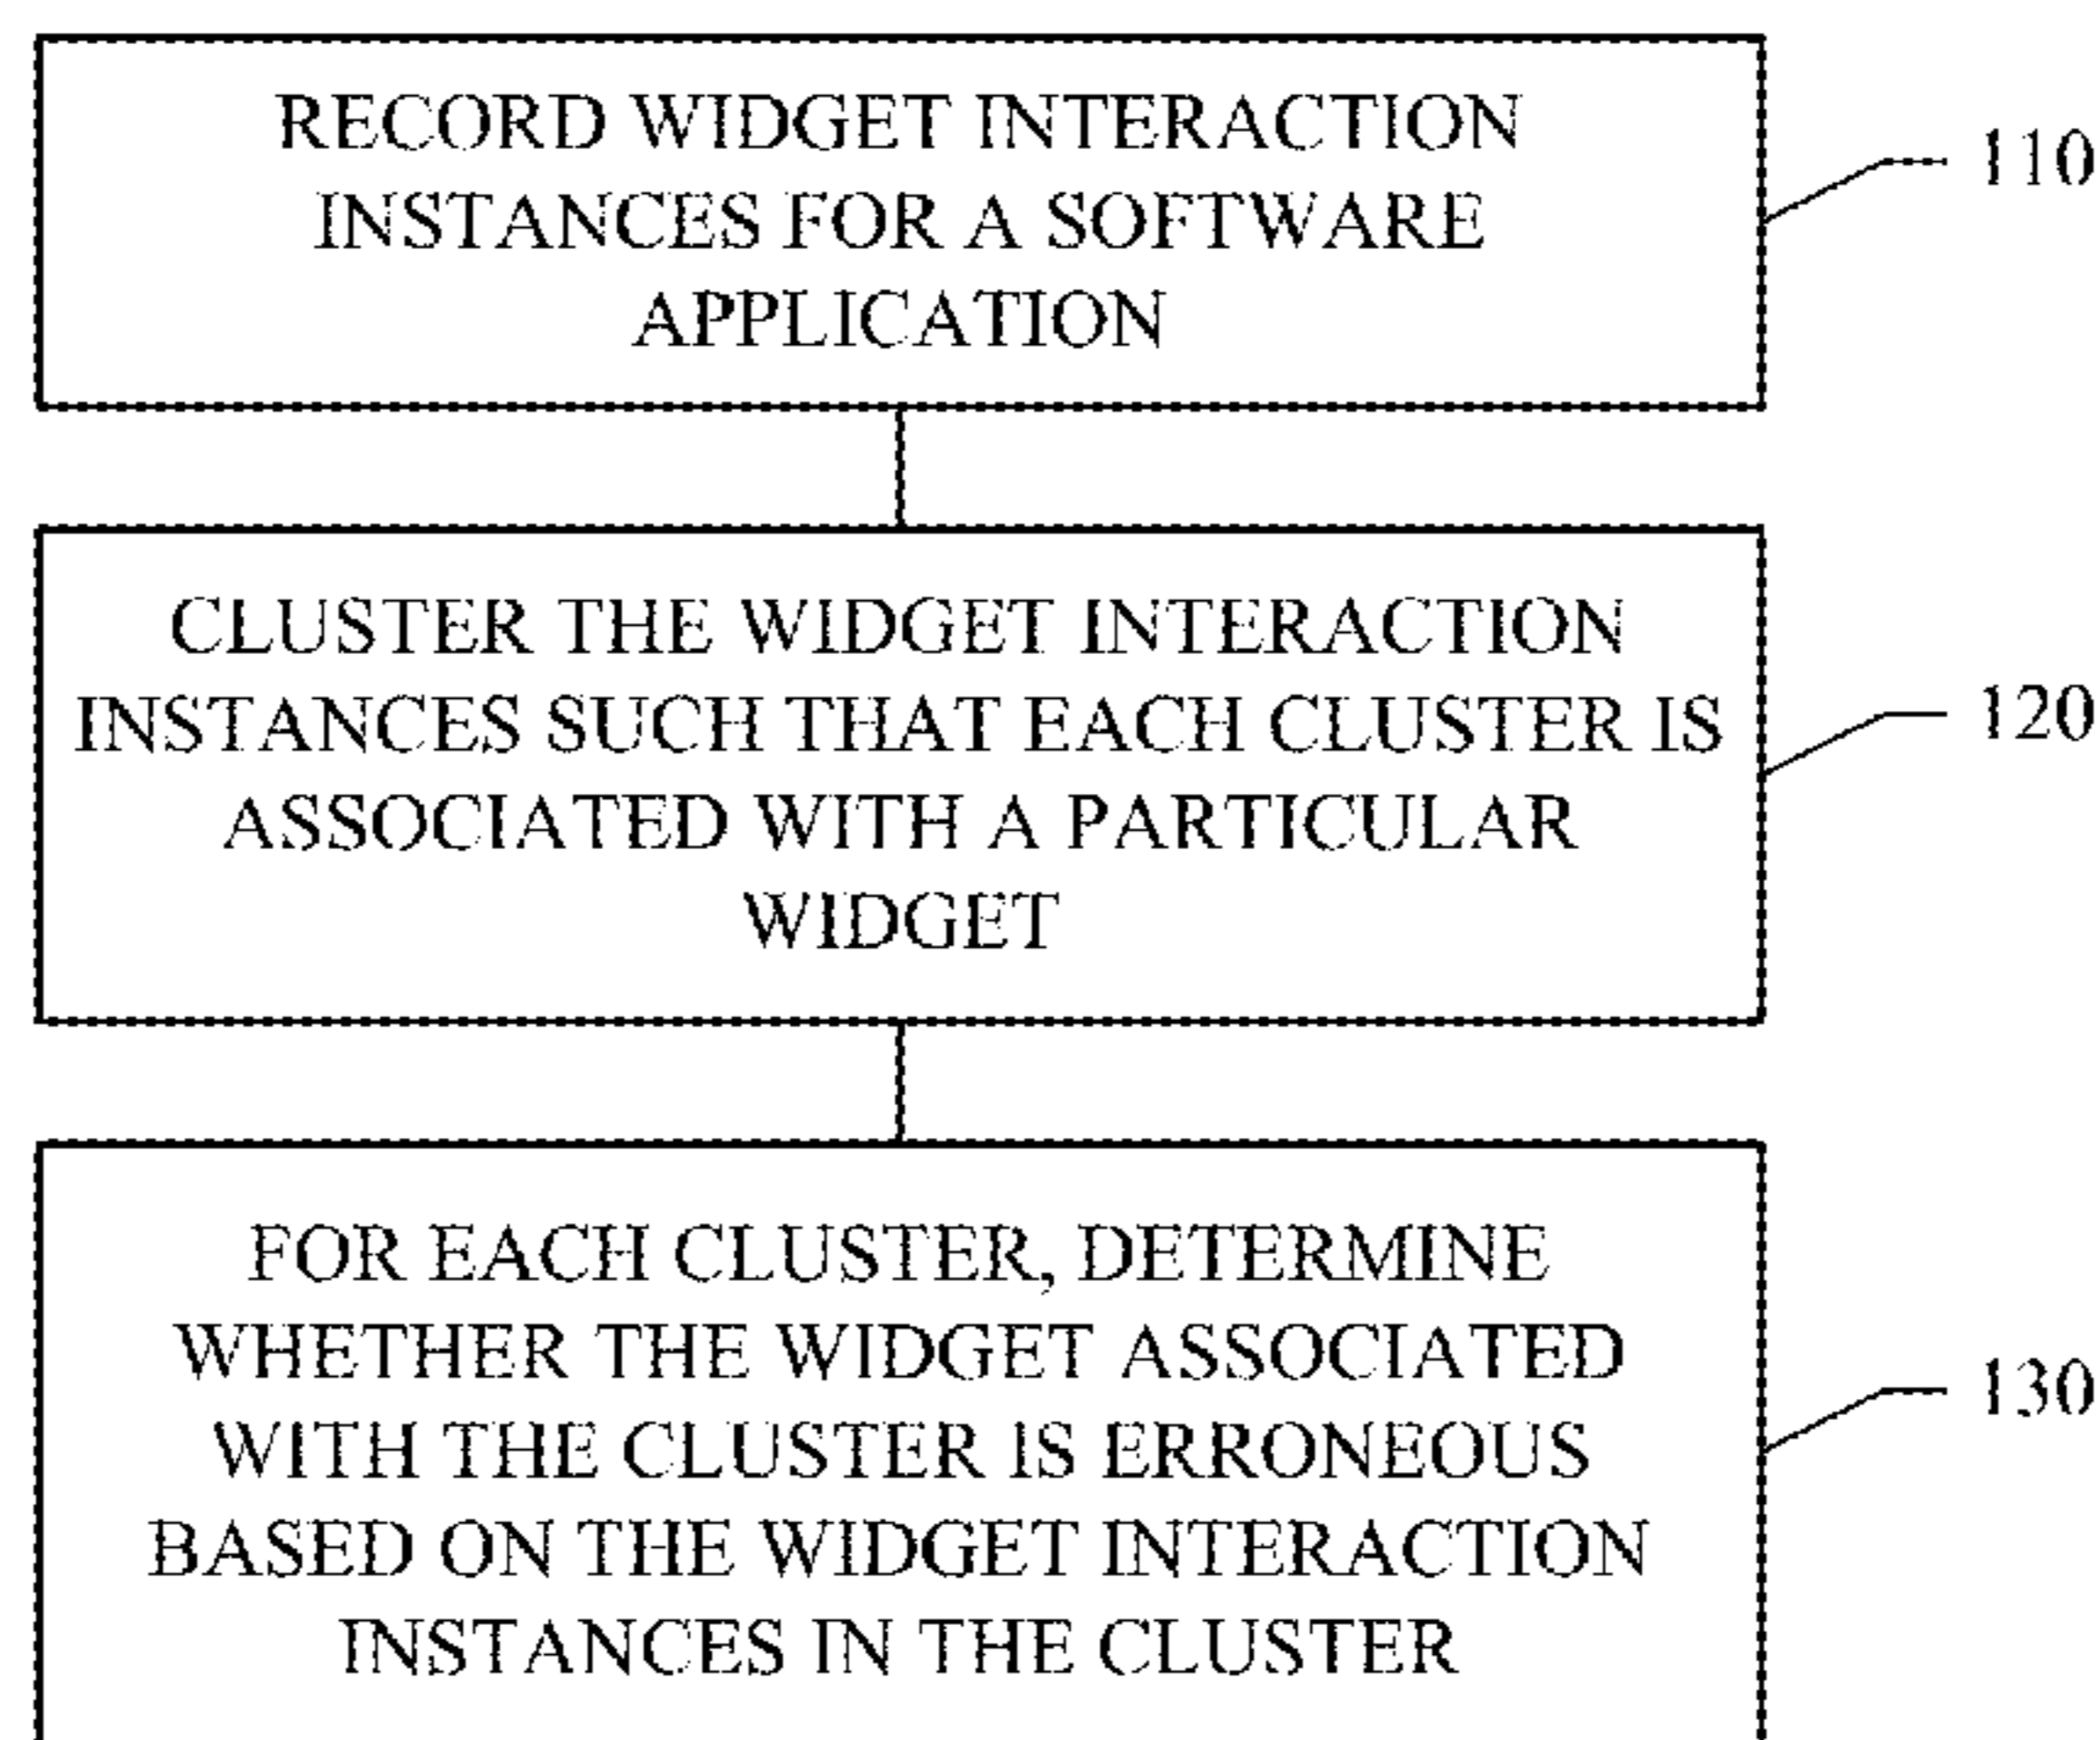 RECORD WIDGET INTERACTION
INSTANCES FOR A SOFTWARE
APPLICATION
110
CLUSTER THE WIDGET INTERACTION
INSTANCES SUCH THAT EACH CLUSTER IS
ASSOCIATED WITH A PARTICULAR
WIDGET
120
FOR EACH CLUSTER, DETERMINE
WHETHER THE WIDGET ASSOCIATED
WITH THE CLUSTER IS ERRONEOUS
BASED ON THE WIDGET INTERACTION
INSTANCES IN THE CLUSTER
130